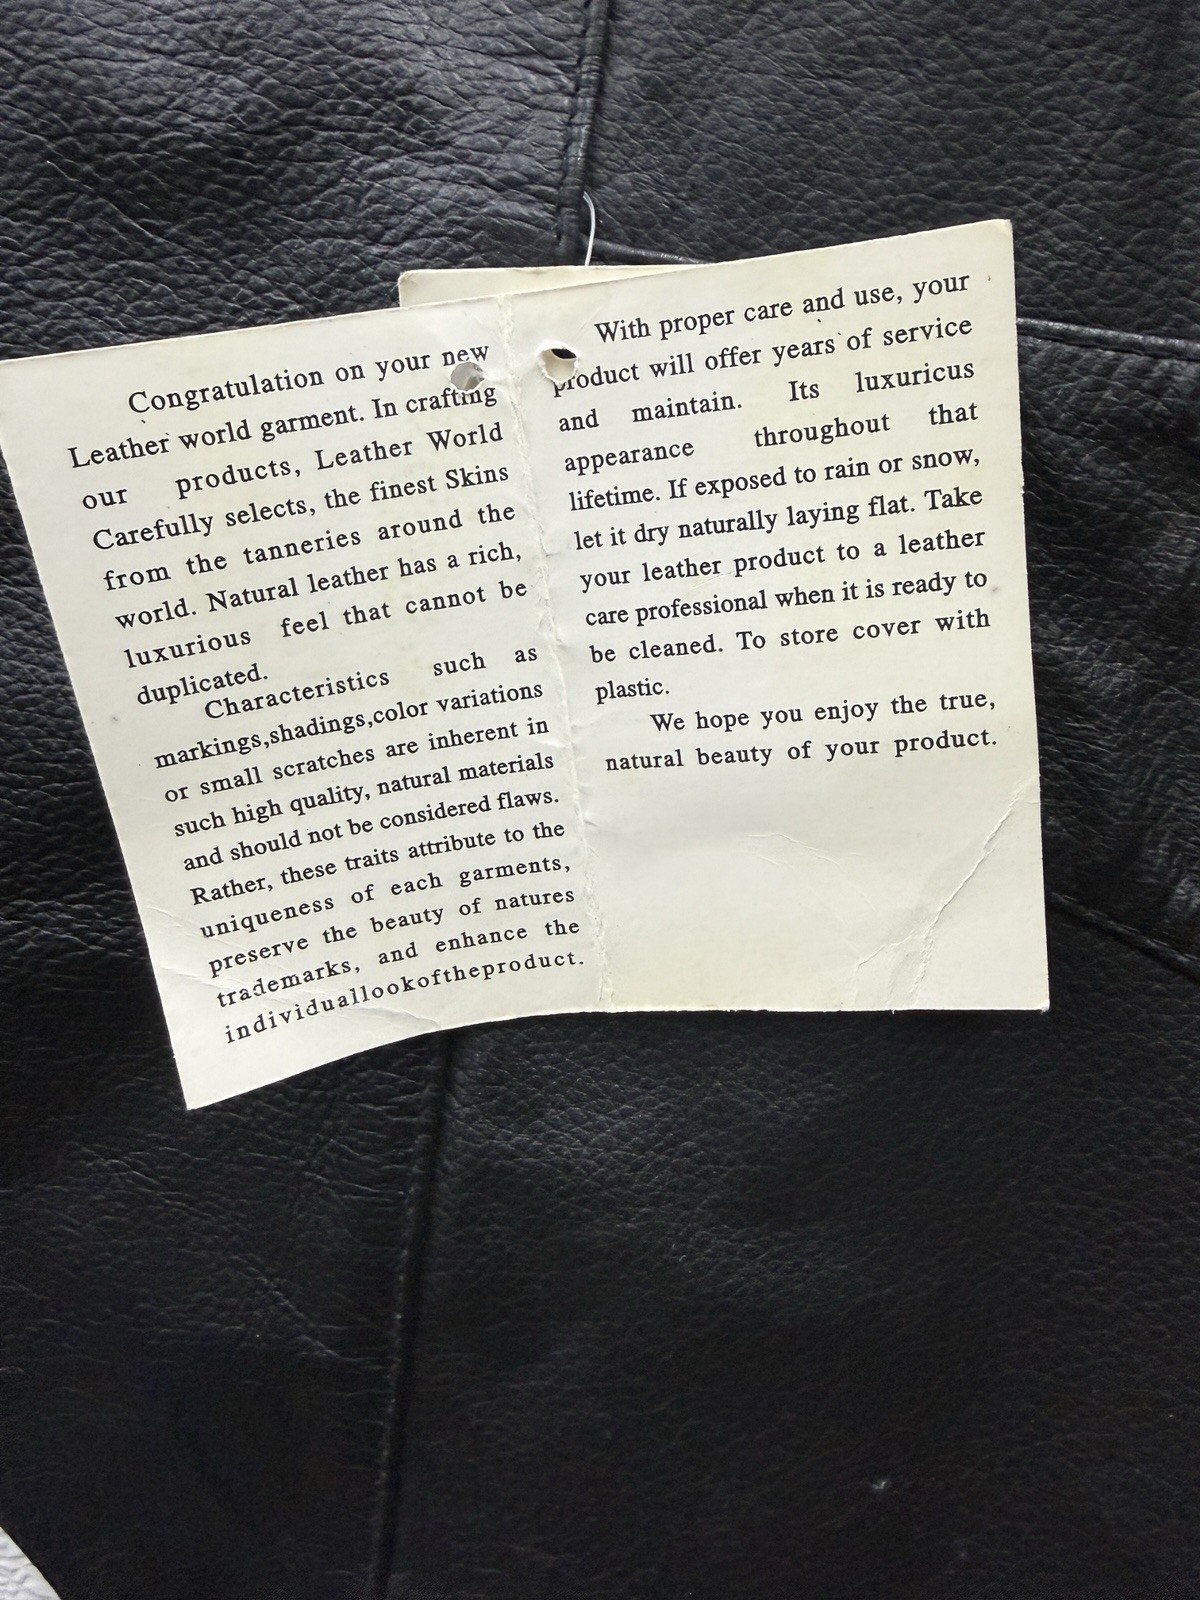 Congratulation on your new
Leather world garment. In crafting
our products, Leather World
Carefully selects, the finest Skins
from the tanneries around the
world. Natural leather has a rich,
luxurious feel that cannot be
duplicated.
Characteristics such as
markings,shadings,color variations
or small scratches are inherent in
such high quality, natural materials
and should not be considered flaws.
Rather, these traits attribute to the
uniqueness of each garments,
preserve the beauty of natures
trademarks, and enhance the
individuallookoftheproduct.
With proper care and use, your
product will offer years of service
and maintain. Its luxuricus
appearance throughout that
lifetime. If exposed to rain or snow,
let it dry naturally laying flat. Take
your leather product to a leather
care professional when it is ready to
be cleaned. To store cover with
plastic.
We hope you enjoy the true,
natural beauty of your product.